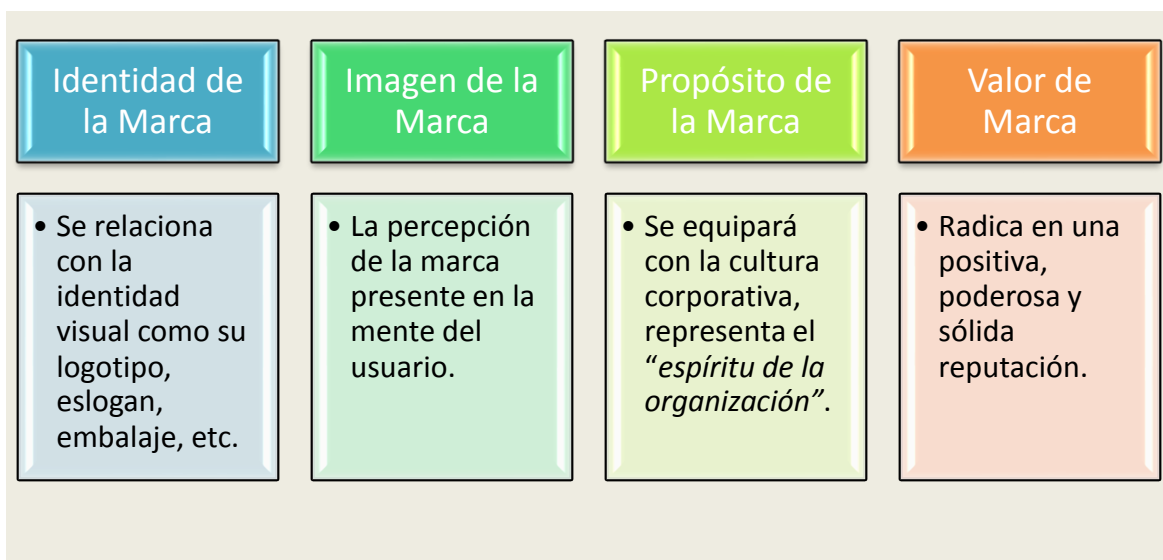 Identidad de
la Marca
• Se relaciona
con la
identidad
visual como su
logotipo,
eslogan,
embalaje, etc.
Imagen de la
Marca
• La percepción
de la marca
presente en la
mente del
usuario.
Propósito de
la Marca
• Se equipará
con la cultura
corporativa,
representa el
“espíritu de la
organización”.
Valor de
Marca
• Radica en una
positiva,
poderosa y
sólida
reputación.